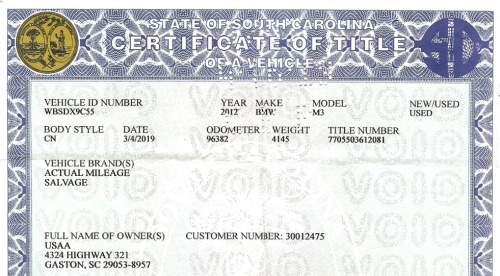 STATE OF SOUTH CAROLINA
CERTIFICATE OF TITLE
OF A VEHICLE
VEHICLE ID NUMBER YEAR MAKE MODEL NEW/USED
WBSDX9C55 2012 BMW M3 USED
BODY STYLE DATE ODOMETER WEIGHT TITLE NUMBER
CN 3/4/2019 96382 4145 7705503612081
VEHICLE BRAND(S)
ACTUAL MILEAGE
SALVAGE
FULL NAME OF OWNER(S) CUSTOMER NUMBER: 30012475
USAA
4324 HIGHWAY 321
GASTON, SC 29053-8957
VOID